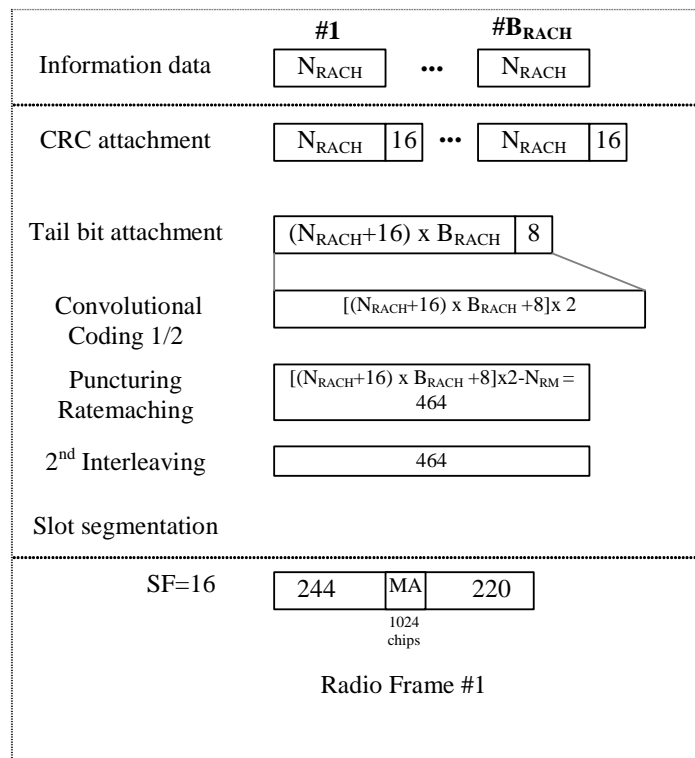 #1 #B_RACH
Information data N_RACH ••• N_RACH
CRC attachment N_RACH 16 ••• N_RACH 16
Tail bit attachment (N_RACH+16) x B_RACH 8
Convolutional
Coding 1/2
[(N_RACH+16) x B_RACH +8]x 2
Puncturing
Ratemaching
[(N_RACH+16) x B_RACH +8]x2-N_RM =
464
2nd Interleaving 464
Slot segmentation
SF=16 244 MA 220
1024
chips
Radio Frame #1